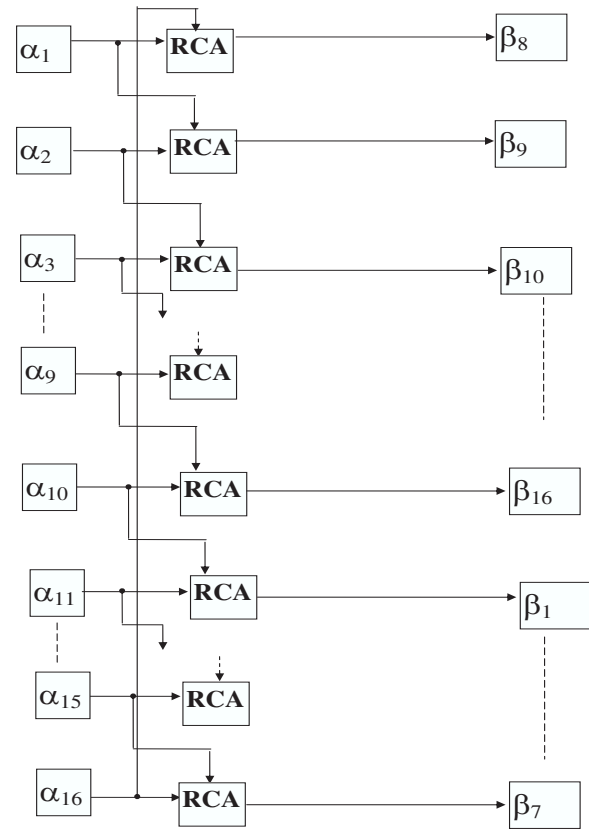 α1 RCA β8
α2 RCA β9
α3 RCA β10
α9 RCA
α10 RCA β16
α11 RCA β1
α15 RCA
α16 RCA β7